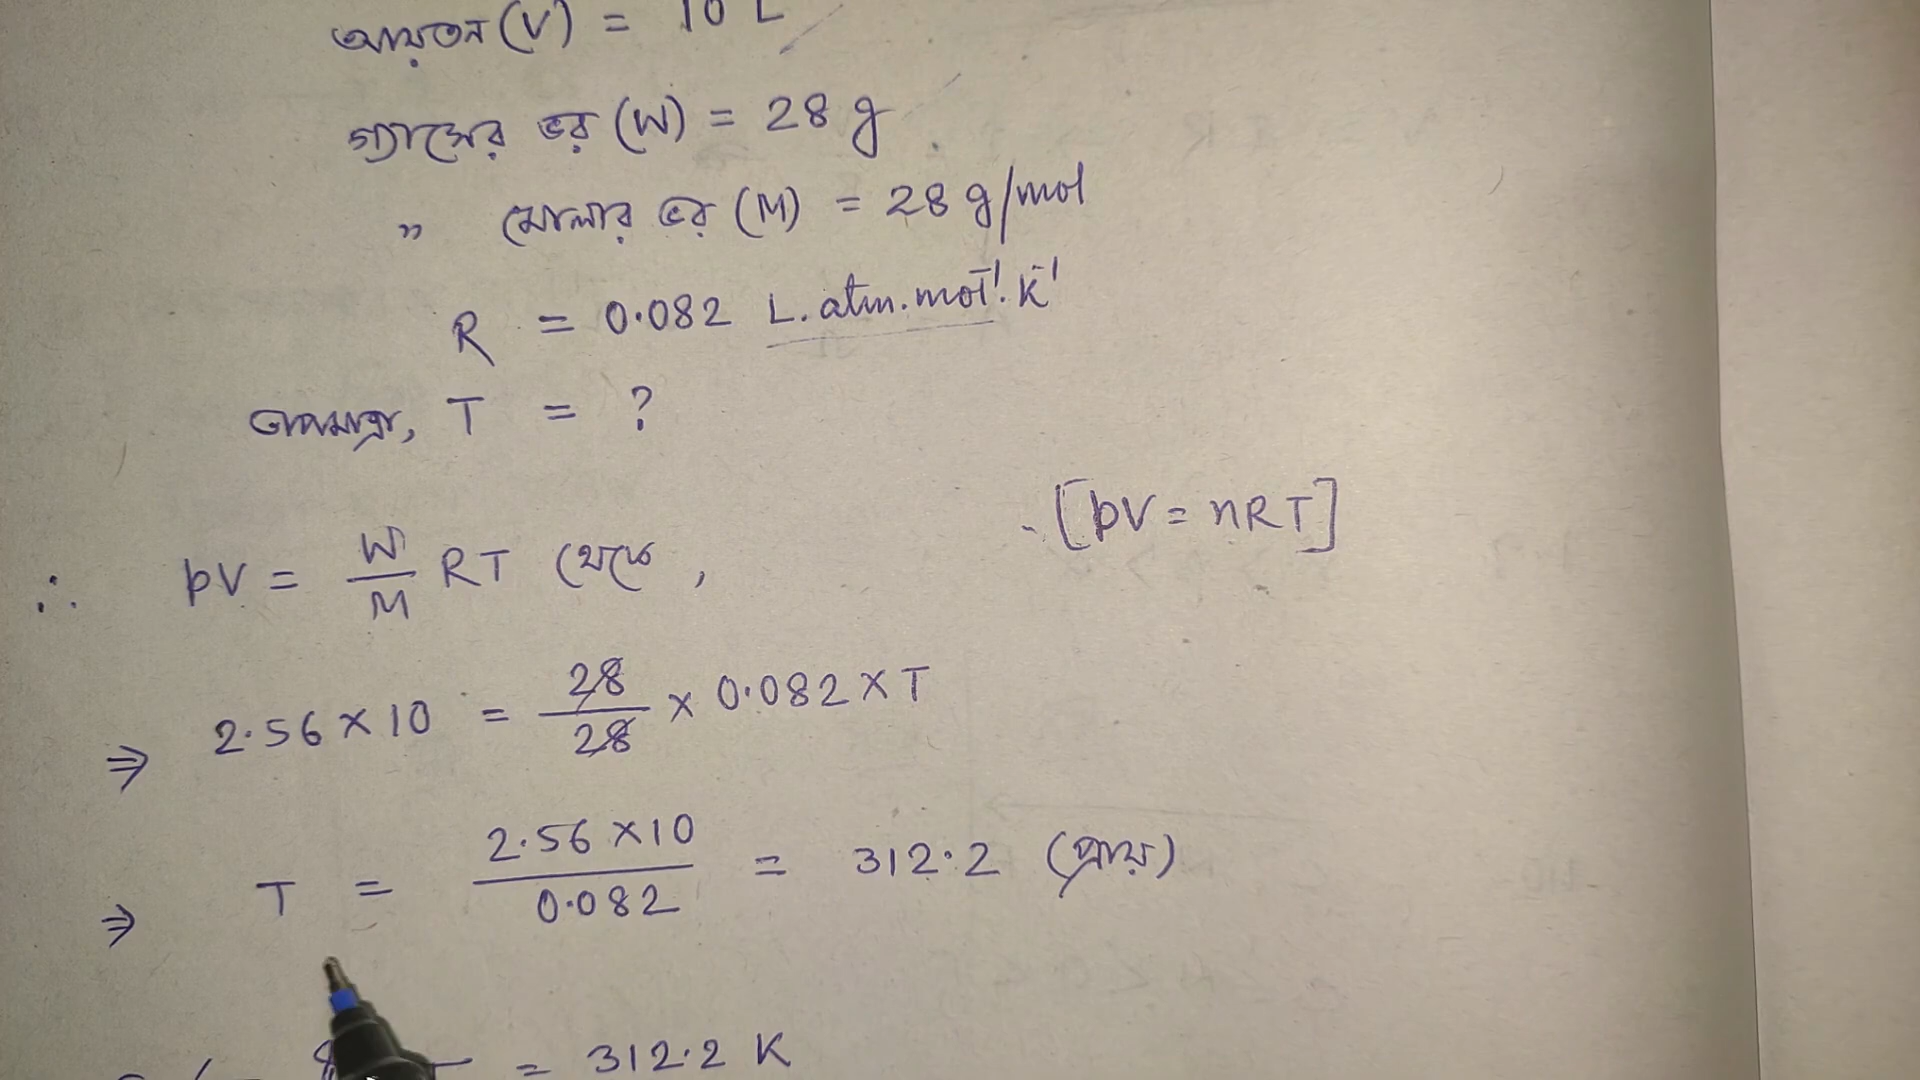 আয়তন (V) = 10 L
গ্যাসের ভর (W) = 28 g
" মোলার ভর (M) = 28 g/mol
R = 0.082 L.atm.mol⁻¹.K⁻¹
তাপমাত্রা, T = ?
[pV = nRT]
∴ pV = W/M RT থেকে,
⇒ 2.56 × 10 = 28/28 × 0.082 × T
⇒ T = 2.56 × 10/0.082 = 312.2 (প্রায়)
= 312.2 K